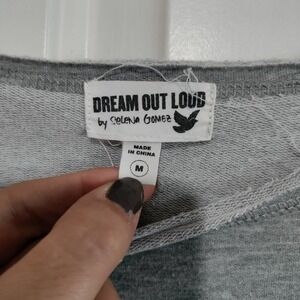 DREAM OUT LOUD
by Selena Gomez
MADE
IN CHINA
M